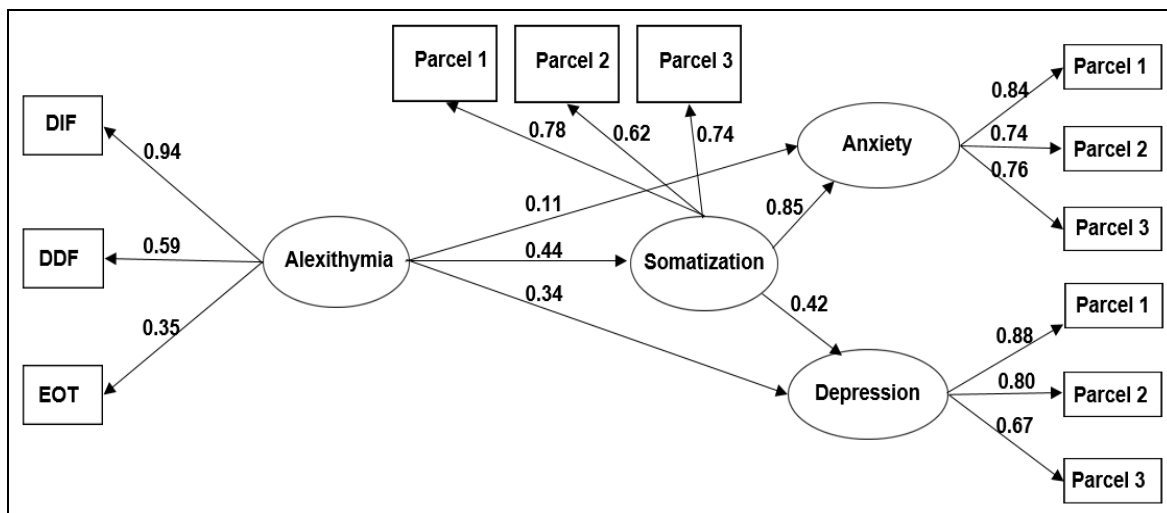 Parcel 1
Parcel 2
Parcel 3
DIF
DDF
EOT
0.94
0.59
0.35
Alexithymia
0.78
0.62
0.74
0.11
0.44
0.34
Somatization
0.85
0.42
Anxiety
0.84
0.74
0.76
Parcel 1
Parcel 2
Parcel 3
Depression
0.88
0.80
0.67
Parcel 1
Parcel 2
Parcel 3